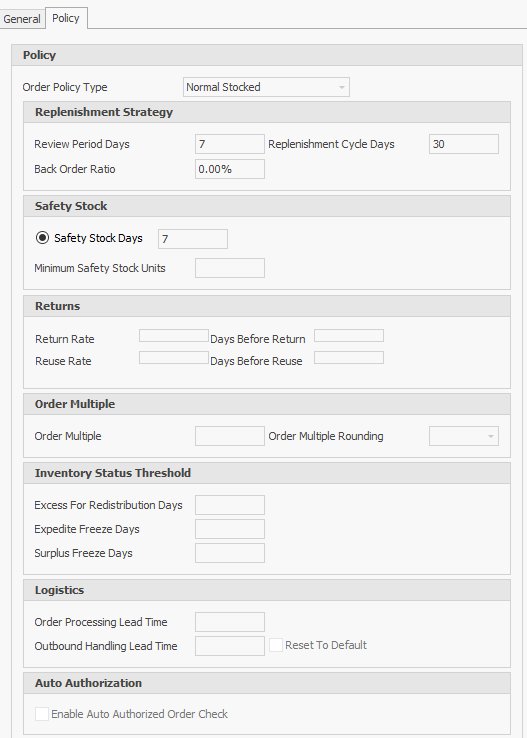 General Policy
Policy
Order Policy Type Normal Stocked
Replenishment Strategy
Review Period Days 7 Replenishment Cycle Days 30
Back Order Ratio 0.00%
Safety Stock
Safety Stock Days 7
Minimum Safety Stock Units
Returns
Return Rate Days Before Return
Reuse Rate Days Before Reuse
Order Multiple
Order Multiple Order Multiple Rounding
Inventory Status Threshold
Excess For Redistribution Days
Expedite Freeze Days
Surplus Freeze Days
Logistics
Order Processing Lead Time
Outbound Handling Lead Time Reset To Default
Auto Authorization
Enable Auto Authorized Order Check